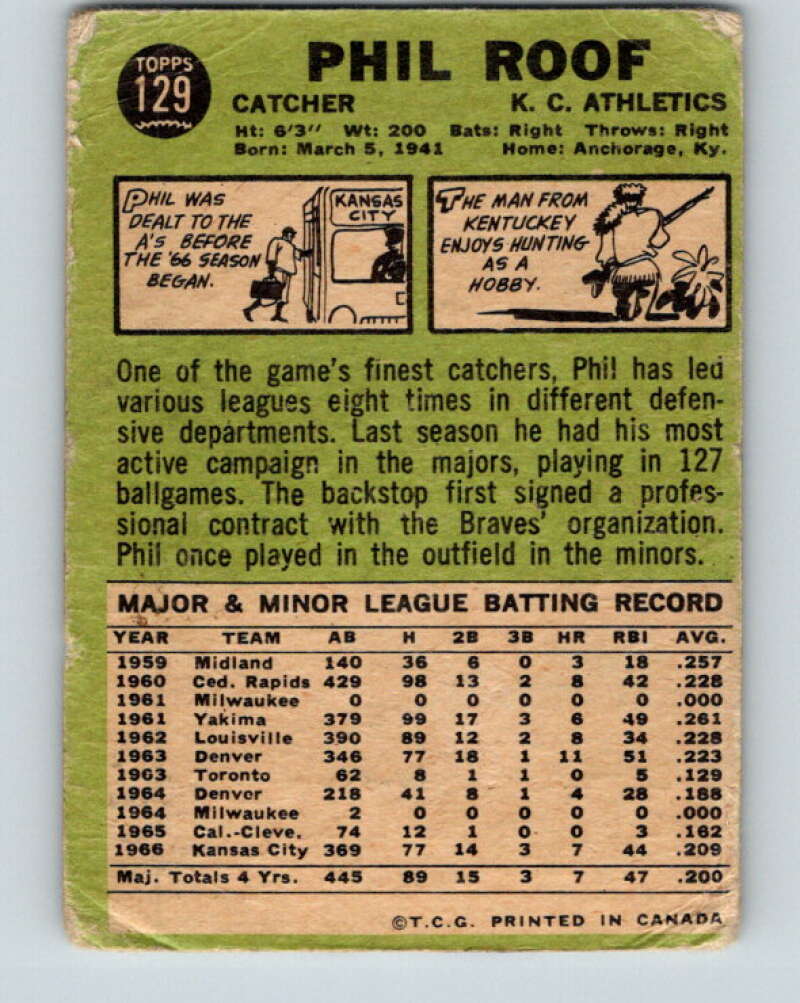 TOPPS
129
PHIL ROOF
CATCHER K. C. ATHLETICS
Ht: 6'3" Wt: 200 Bats: Right Throws: Right
Born: March 5, 1941 Home: Anchorage, Ky.
PHIL WAS
DEALT TO THE
A'S BEFORE
THE '66 SEASON
BEGAN.
KANSAS
CITY
THE MAN FROM
KENTUCKEY
ENJOYS HUNTING
AS A
HOBBY.
One of the game's finest catchers, Phil has led
various leagues eight times in different defen-
sive departments. Last season he had his most
active campaign in the majors, playing in 127
ballgames. The backstop first signed a profes-
sional contract with the Braves' organization.
Phil once played in the outfield in the minors.
MAJOR & MINOR LEAGUE BATTING RECORD
YEAR TEAM AB H 2B 3B HR RBI AVG.
1959 Midland 140 36 6 0 3 18 .257
1960 Ced. Rapids 429 98 13 2 8 42 .228
1961 Milwaukee 0 0 0 0 0 0 .000
1961 Yakima 379 99 17 3 6 49 .261
1962 Louisville 390 89 12 2 8 34 .228
1963 Denver 346 77 18 1 11 51 .223
1963 Toronto 62 8 1 1 0 5 .129
1964 Denver 218 41 8 1 4 28 .188
1964 Milwaukee 2 0 0 0 0 0 .000
1965 Cal.-Cleve. 74 12 1 0 0 3 .162
1966 Kansas City 369 77 14 3 7 44 .209
Maj. Totals 4 Yrs. 445 89 15 3 7 47 .200
©T.C.G. PRINTED IN CANADA